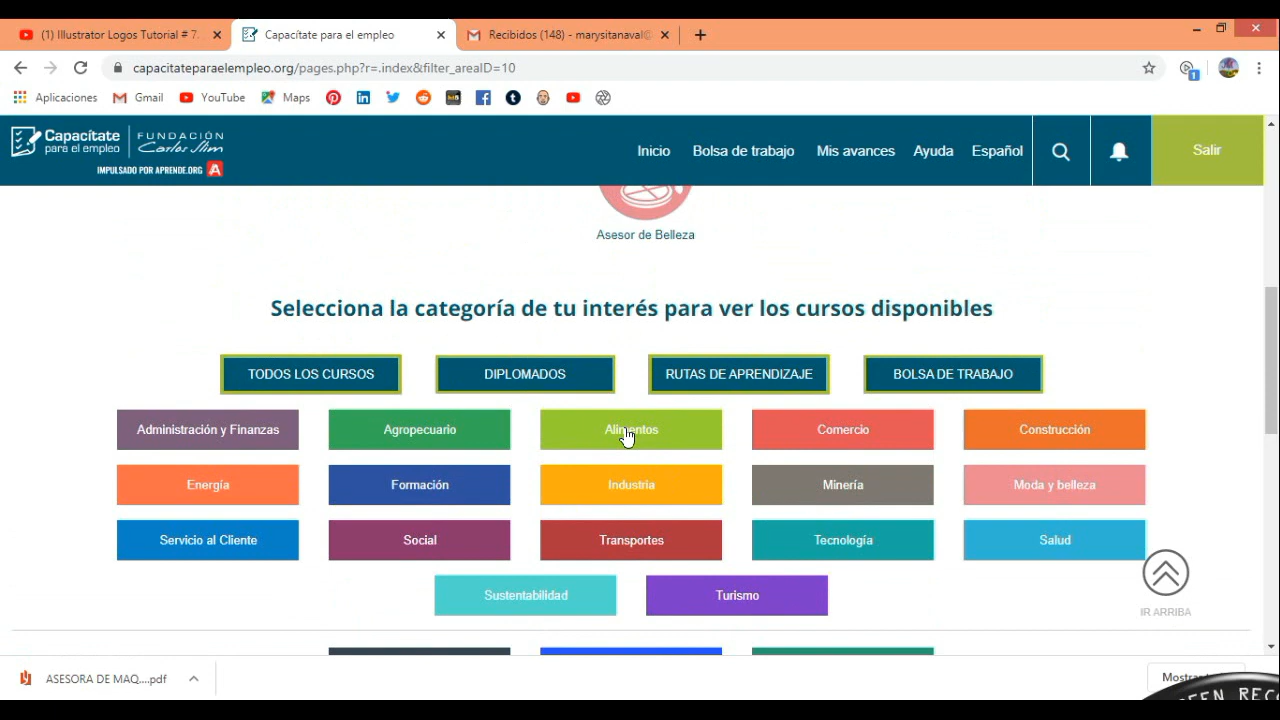 (1) Illustrator Logos Tutorial # 7.
Capacítate para el empleo
Recibidos (148) - marysitanaval@
capacitateparaelempleo.org/pages.php?r=.index&filter_areaID=10
Aplicaciones
Gmail
YouTube
Maps
Capacítate
para el empleo
FUNDACIÓN
Carlos Slim
IMPULSADO POR APRENDE.ORG A
Inicio
Bolsa de trabajo
Mis avances
Ayuda
Español
Salir
Asesor de Belleza
Selecciona la categoría de tu interés para ver los cursos disponibles
TODOS LOS CURSOS
DIPLOMADOS
RUTAS DE APRENDIZAJE
BOLSA DE TRABAJO
Administración y Finanzas
Agropecuario
Alimentos
Comercio
Construcción
Energía
Formación
Industria
Minería
Moda y belleza
Servicio al Cliente
Social
Transportes
Tecnología
Salud
Sustentabilidad
Turismo
IR ARRIBA
ASESORA DE MAQ....pdf